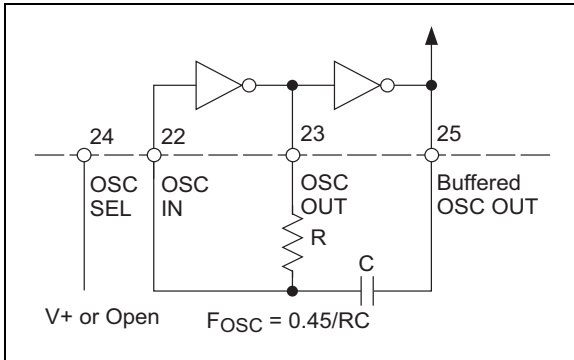 24
22
23
25
OSC
SEL
OSC
IN
OSC
OUT
Buffered
OSC OUT
R
C
V+ or Open
FOSC = 0.45/RC